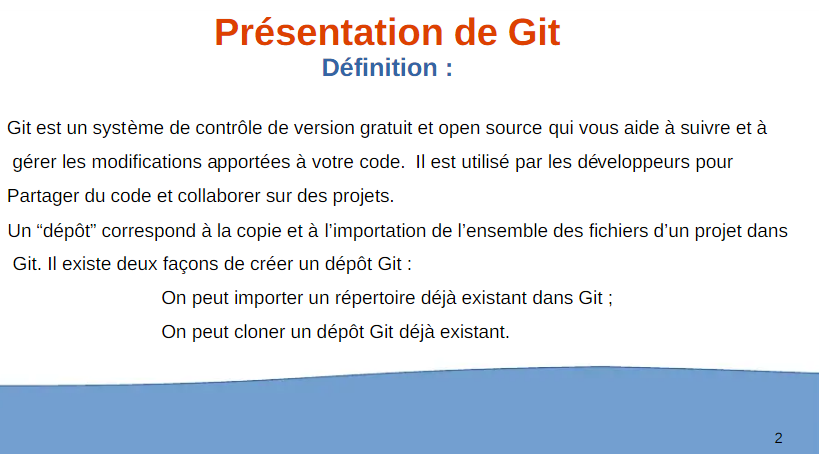 Présentation de Git
Définition :
Git est un système de contrôle de version gratuit et open source qui vous aide à suivre et à
gérer les modifications apportées à votre code. Il est utilisé par les développeurs pour
Partager du code et collaborer sur des projets.
Un “dépôt” correspond à la copie et à l’importation de l’ensemble des fichiers d’un projet dans
Git. Il existe deux façons de créer un dépôt Git :
On peut importer un répertoire déjà existant dans Git ;
On peut cloner un dépôt Git déjà existant.
2